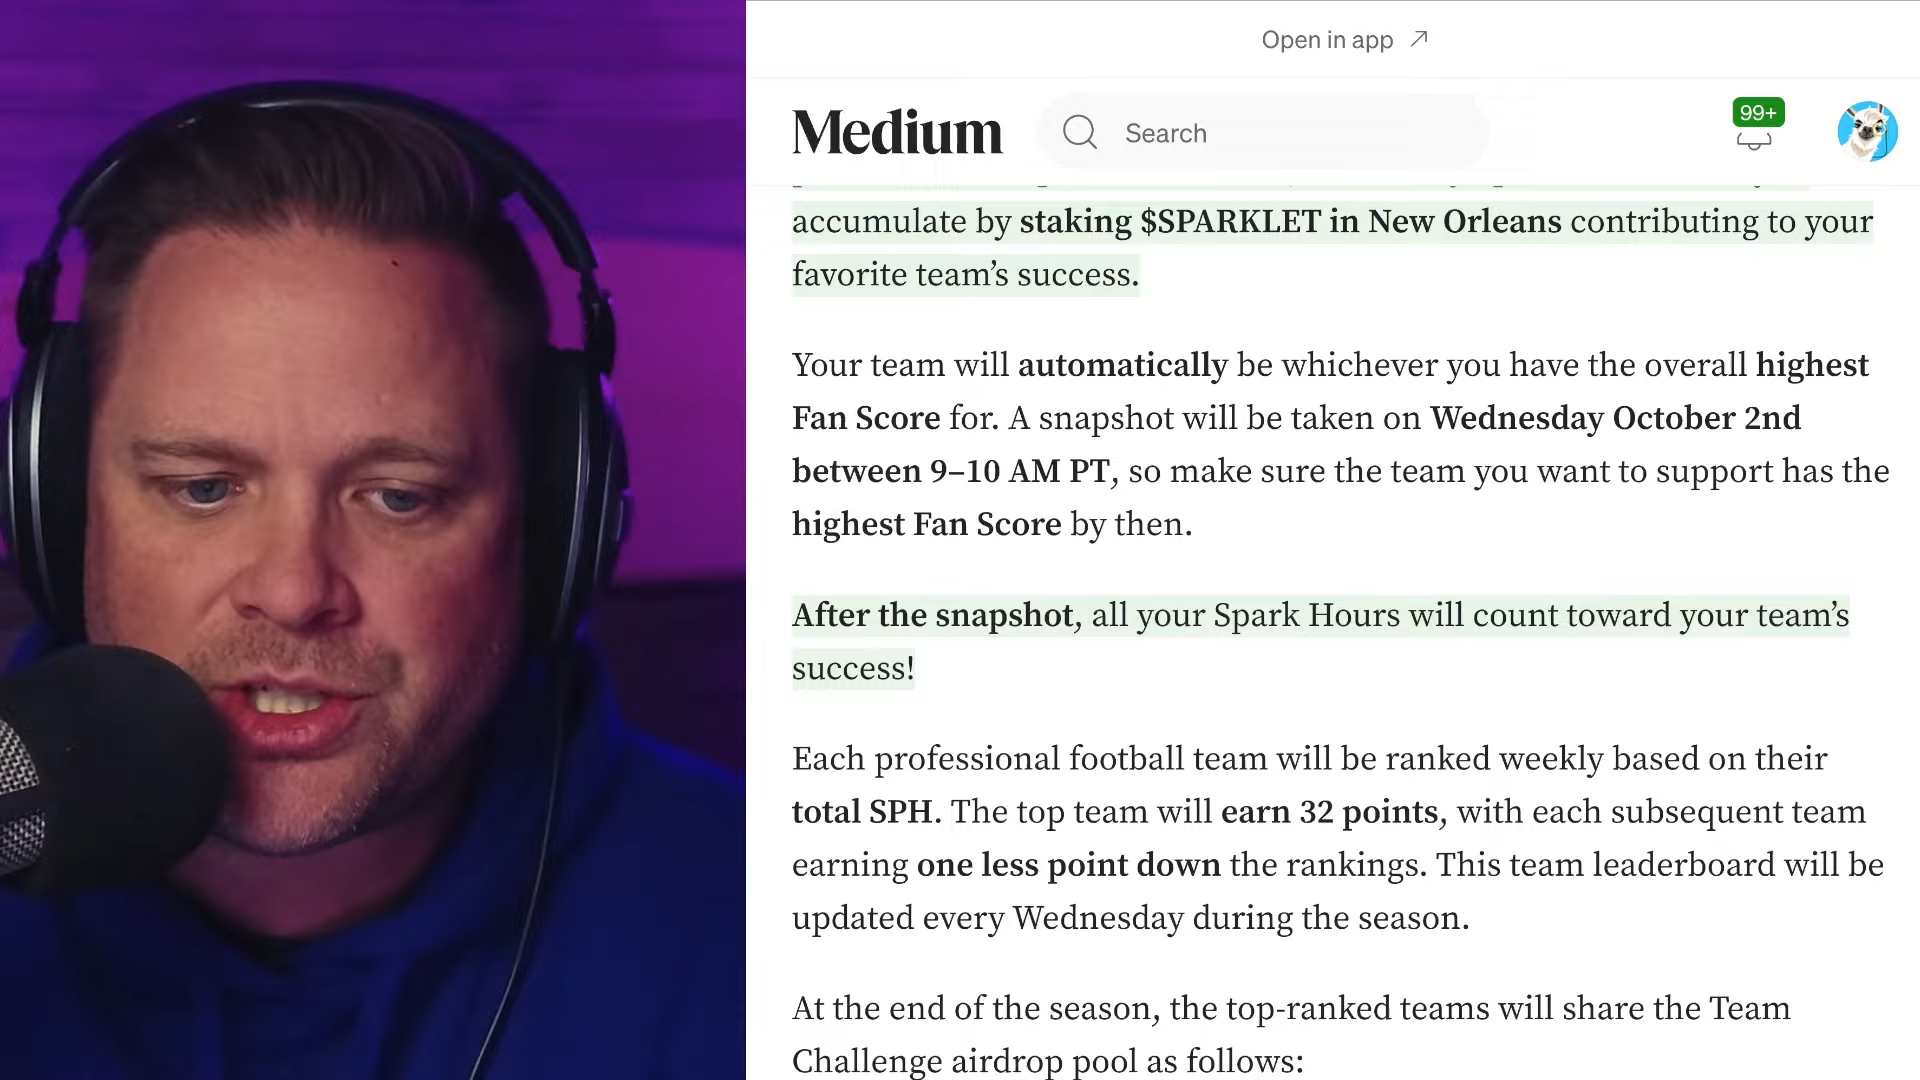 Open in app
Medium
Search
99+
accumulate by staking $SPARKLET in New Orleans contributing to your
favorite team’s success.
Your team will automatically be whichever you have the overall highest
Fan Score for. A snapshot will be taken on Wednesday October 2nd
between 9–10 AM PT, so make sure the team you want to support has the
highest Fan Score by then.
After the snapshot, all your Spark Hours will count toward your team’s
success!
Each professional football team will be ranked weekly based on their
total SPH. The top team will earn 32 points, with each subsequent team
earning one less point down the rankings. This team leaderboard will be
updated every Wednesday during the season.
At the end of the season, the top-ranked teams will share the Team
Challenge airdrop pool as follows: